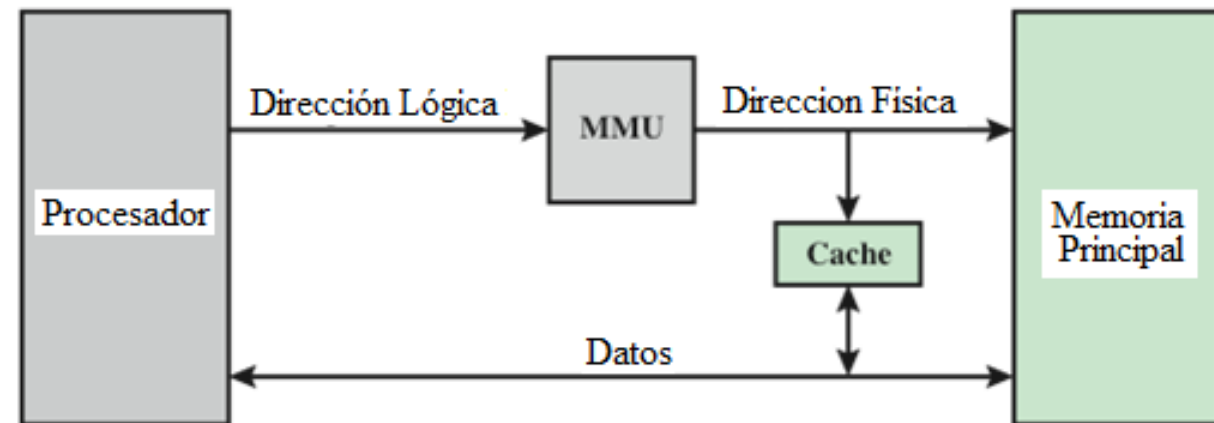 Dirección Lógica
MMU
Direccion Física
Procesador
Memoria
Principal
Cache
Datos